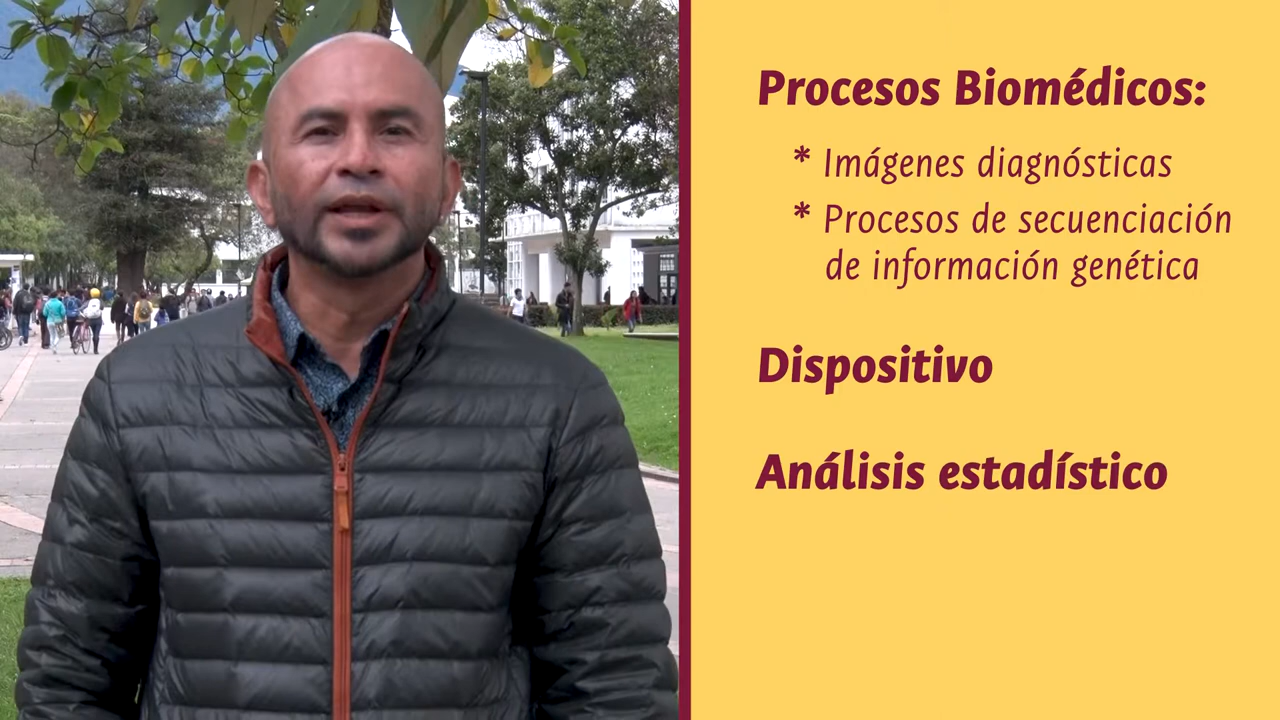 Procesos Biomédicos:
* Imágenes diagnósticas
* Procesos de secuenciación
de información genética
Dispositivo
Análisis estadístico